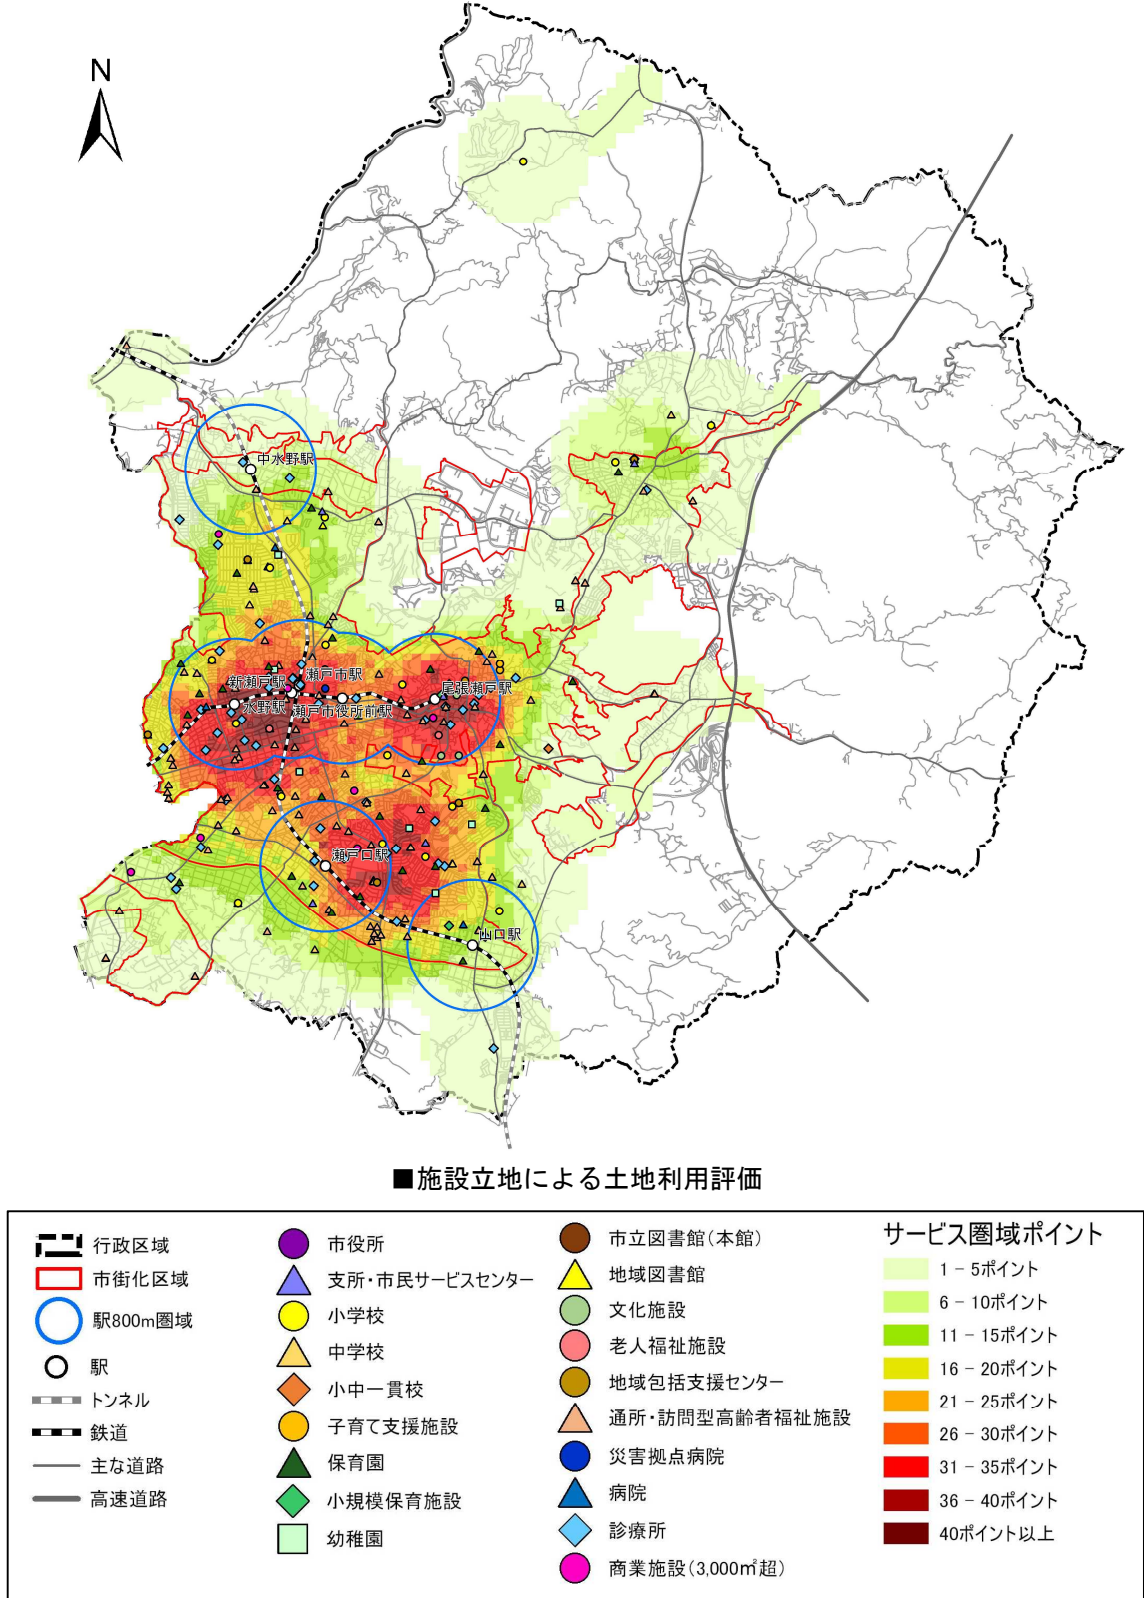 N
中水野駅
瀬戸市駅
新瀬戸駅
尾張瀬戸駅
水野駅
瀬戸市役所前駅
瀬戸口駅
山口駅
■施設立地による土地利用評価
行政区域
市街化区域
駅800m圏域
駅
トンネル
鉄道
主な道路
高速道路
市役所
支所・市民サービスセンター
小学校
中学校
小中一貫校
子育て支援施設
保育園
小規模保育施設
幼稚園
市立図書館(本館)
地域図書館
文化施設
老人福祉施設
地域包括支援センター
通所・訪問型高齢者福祉施設
災害拠点病院
病院
診療所
商業施設(3,000㎡超)
サービス圏域ポイント
1 - 5ポイント
6 - 10ポイント
11 - 15ポイント
16 - 20ポイント
21 - 25ポイント
26 - 30ポイント
31 - 35ポイント
36 - 40ポイント
40ポイント以上